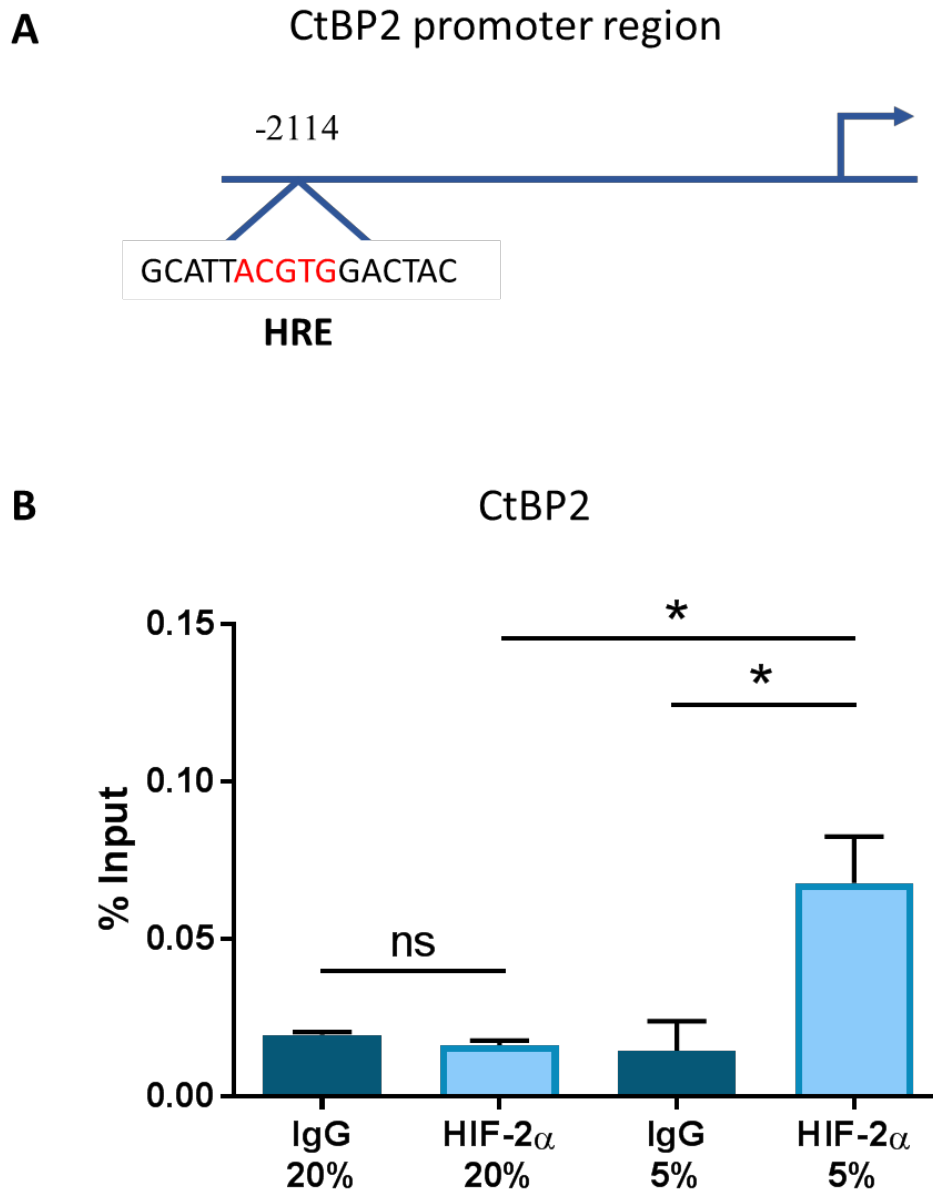 A
CtBP2 promoter region
-2114
GCATTACGTGGACTAC
HRE
B
CtBP2
% Input
0.15
0.10
0.05
0.00
*
*
ns
IgG 20%
HIF-2α 20%
IgG 5%
HIF-2α 5%